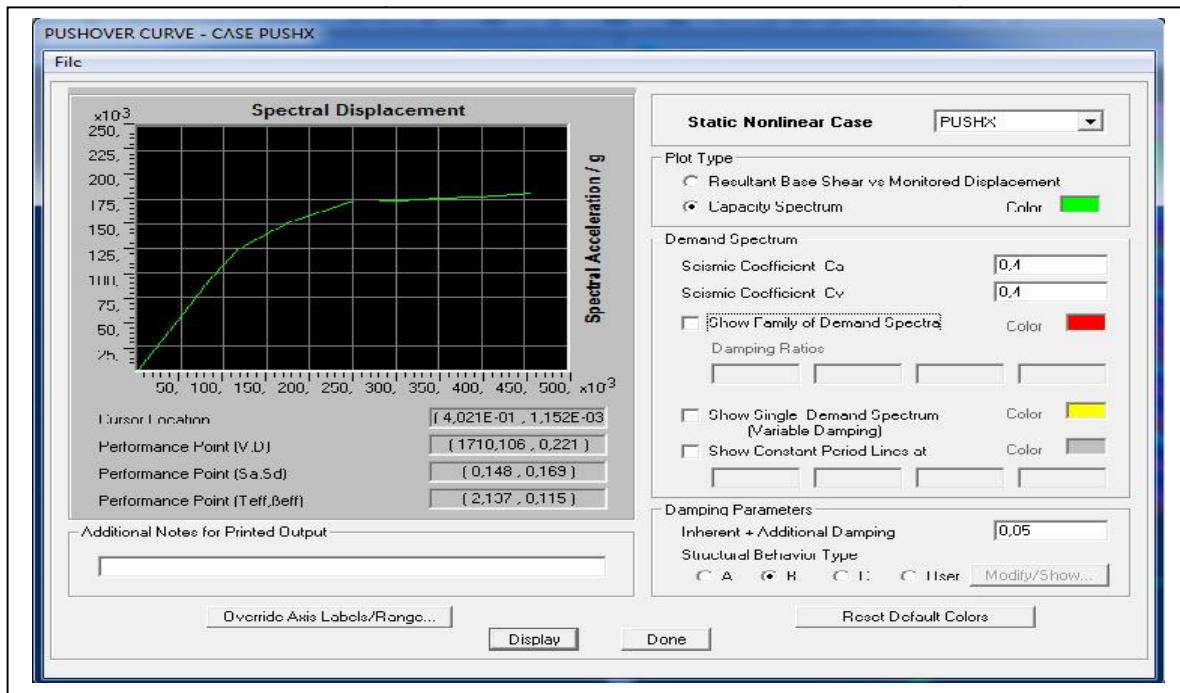 PUSHOVER CURVE - CASE PUSHX
File
Spectral Displacement
x10-3
250,
225,
200,
175,
150,
125,
100,
75,
50,
25,
Spectral Acceleration / g
50, 100, 150, 200, 250, 300, 350, 400, 450, 500, x10-3
Cursor Location
( 4,021E-01 , 1,152E-03
Performance Point (V,D)
( 1710,106 , 0,221 )
Performance Point (Sa,Sd)
( 0,148 , 0,169 )
Performance Point (Teff,ßeff)
( 2,137 , 0,115 )
Additional Notes for Printed Output
Override Axis Labels/Range...
Static Nonlinear Case
PUSHX
Plot Type
Resultant Base Shear vs Monitored Displacement
Capacity Spectrum
Color
Demand Spectrum
Seismic Coefficient Ca
0,4
Seismic Coefficient Cv
0,4
Show Family of Demand Spectra
Color
Damping Ratios
Show Single Demand Spectrum
Color
(Variable Damping)
Show Constant Period Lines at
Color
Damping Parameters
Inherent + Additional Damping
0,05
Structural Behavior Type
A B C User Modify/Show...
Reset Default Colors
Display
Done